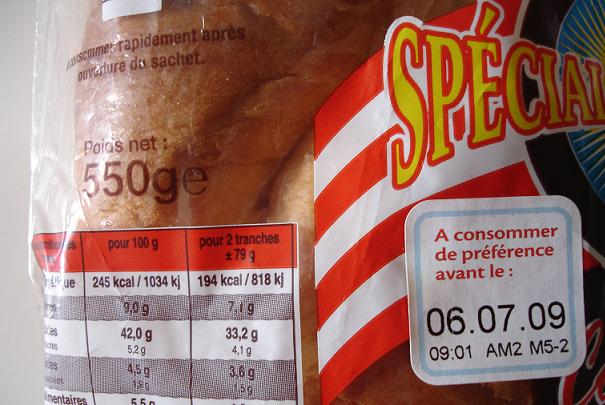 consommer rapidement après
ouverture du sachet.
Poids net :
550g e
SPÉCIAL
pour 100 g
pour 2 tranches
± 79 g
245 kcal / 1034 kj
194 kcal / 818 kj
9,0 g
7,1 g
42,0 g
33,2 g
5,2 g
4,1 g
4,5 g
3,6 g
1,9 g
1,5 g
mentaires
5,5 g
A consommer
de préférence
avant le :
06.07.09
09:01 AM2 M5-2